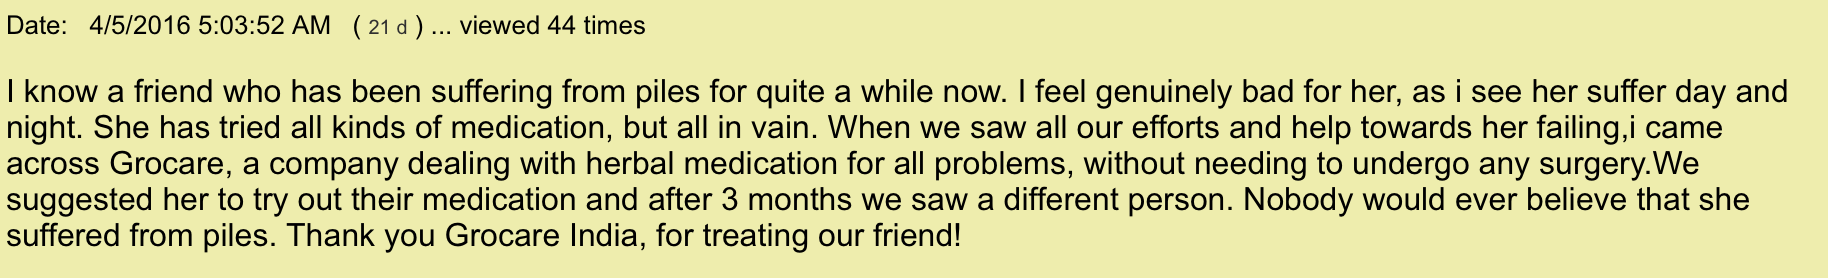 Date: 4/5/2016 5:03:52 AM ( 21 d ) ... viewed 44 times
I know a friend who has been suffering from piles for quite a while now. I feel genuinely bad for her, as i see her suffer day and
night. She has tried all kinds of medication, but all in vain. When we saw all our efforts and help towards her failing,i came
across Grocare, a company dealing with herbal medication for all problems, without needing to undergo any surgery.We
suggested her to try out their medication and after 3 months we saw a different person. Nobody would ever believe that she
suffered from piles. Thank you Grocare India, for treating our friend!